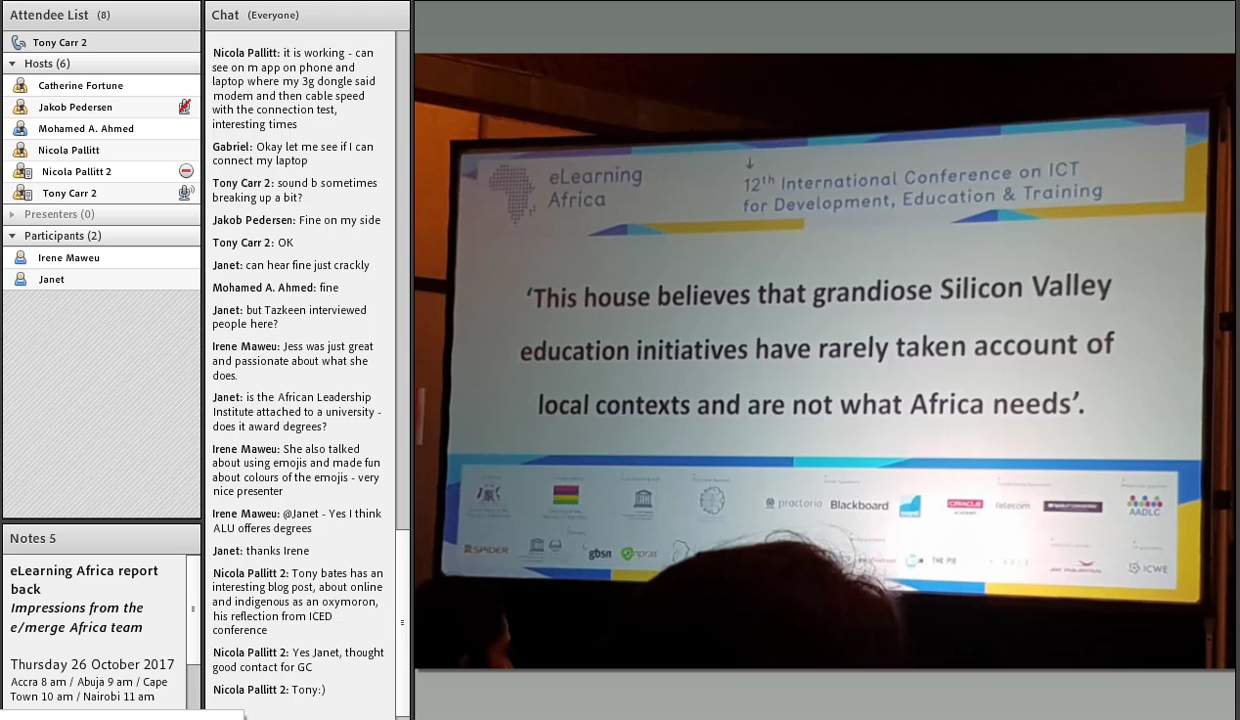 Attendee List (8)
Tony Carr 2
Hosts (6)
Catherine Fortune
Jakob Pedersen
Mohamed A. Ahmed
Nicola Pallitt
Nicola Pallitt 2
Tony Carr 2
Presenters (0)
Participants (2)
Irene Maweu
Janet
Notes 5
eLearning Africa report
back
Impressions from the
e/merge Africa team
Thursday 26 October 2017
Accra 8 am / Abuja 9 am / Cape
Town 10 am / Nairobi 11 am
Chat (Everyone)
Nicola Pallitt: it is working - can
see on m app on phone and
laptop where my 3g dongle said
modem and then cable speed
with the connection test,
interesting times
Gabriel: Okay let me see if I can
connect my laptop
Tony Carr 2: sound b sometimes
breaking up a bit?
Jakob Pedersen: Fine on my side
Tony Carr 2: OK
Janet: can hear fine just crackly
Mohamed A. Ahmed: fine
Janet: but Tazkeen interviewed
people here?
Irene Maweu: Jess was just great
and passionate about what she
does.
Janet: is the African Leadership
Institute attached to a university -
does it award degrees?
Irene Maweu: She also talked
about using emojis and made fun
about colours of the emojis - very
nice presenter
Irene Maweu: @Janet - Yes I think
ALU offeres degrees
Janet: thanks Irene
Nicola Pallitt 2: Tony bates has an
interesting blog post, about online
and indigenous as an oxymoron,
his reflection from ICED
conference
Nicola Pallitt 2: Yes Janet, thought
good contact for GC
Nicola Pallitt 2: Tony:)
eLearning
Africa
12th International Conference on ICT
for Development, Education & Training
‘This house believes that grandiose Silicon Valley
education initiatives have rarely taken account of
local contexts and are not what Africa needs’.
proctorio Blackboard ORACLE telecom AADLC
SPIDER gbsn THE PIE ICWE